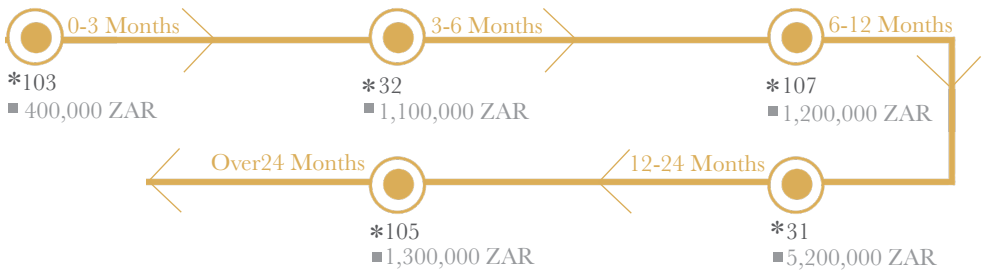 0-3 Months
*103
■ 400,000 ZAR
3-6 Months
*32
■ 1,100,000 ZAR
6-12 Months
*107
■ 1,200,000 ZAR
12-24 Months
*31
■ 5,200,000 ZAR
Over24 Months
*105
■ 1,300,000 ZAR